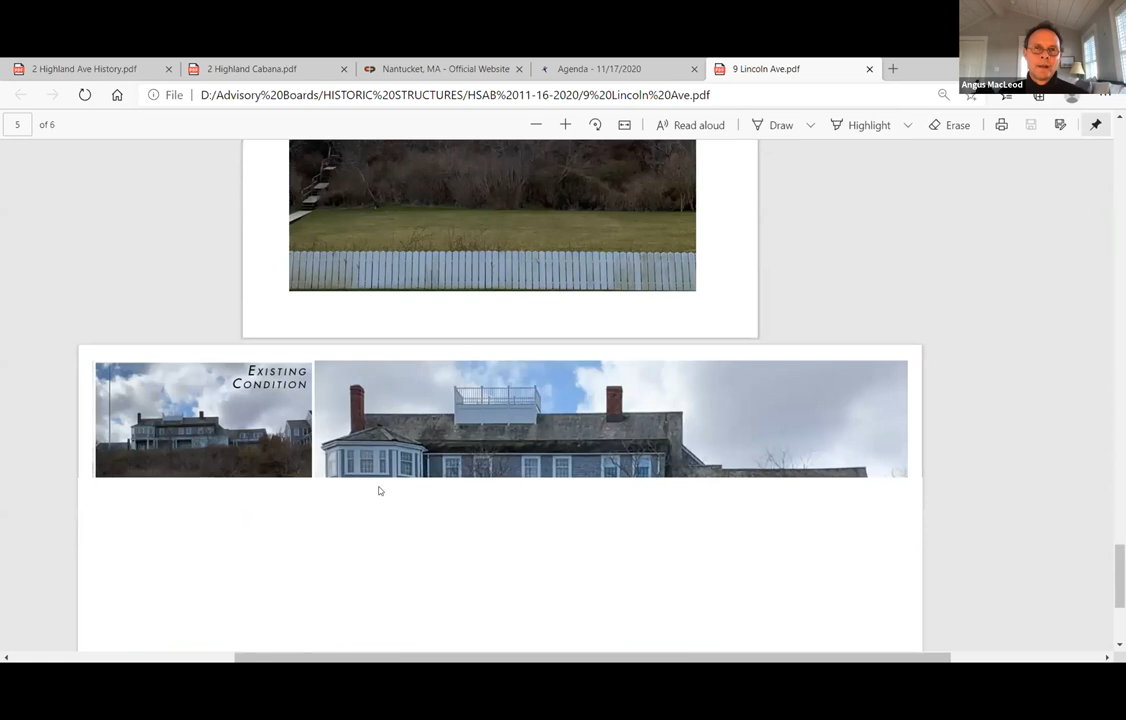 2 Highland Ave History.pdf
2 Highland Cabana.pdf
Nantucket, MA - Official Website
Agenda - 11/17/2020
9 Lincoln Ave.pdf
Angus MacLeod
File
D:/Advisory%20Boards/HISTORIC%20STRUCTURES/HSAB%2011-16-2020/9%20Lincoln%20Ave.pdf
5
of 6
Read aloud
Draw
Highlight
Erase
EXISTING
CONDITION